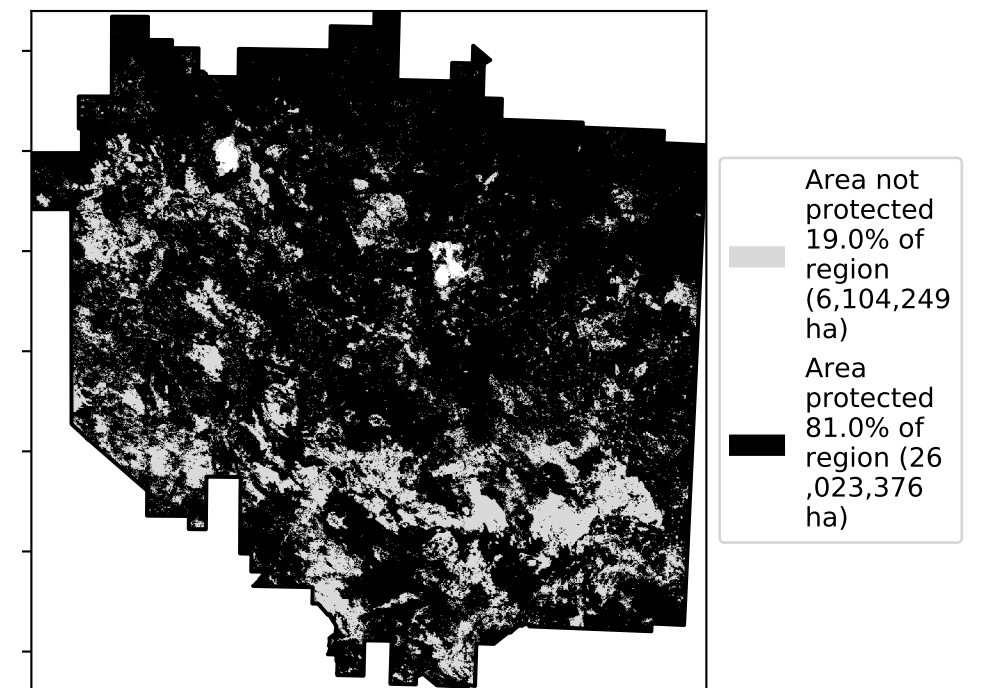 Area not
protected
19.0% of
region
(6,104,249
ha)
Area
protected
81.0% of
region (26
,023,376
ha)